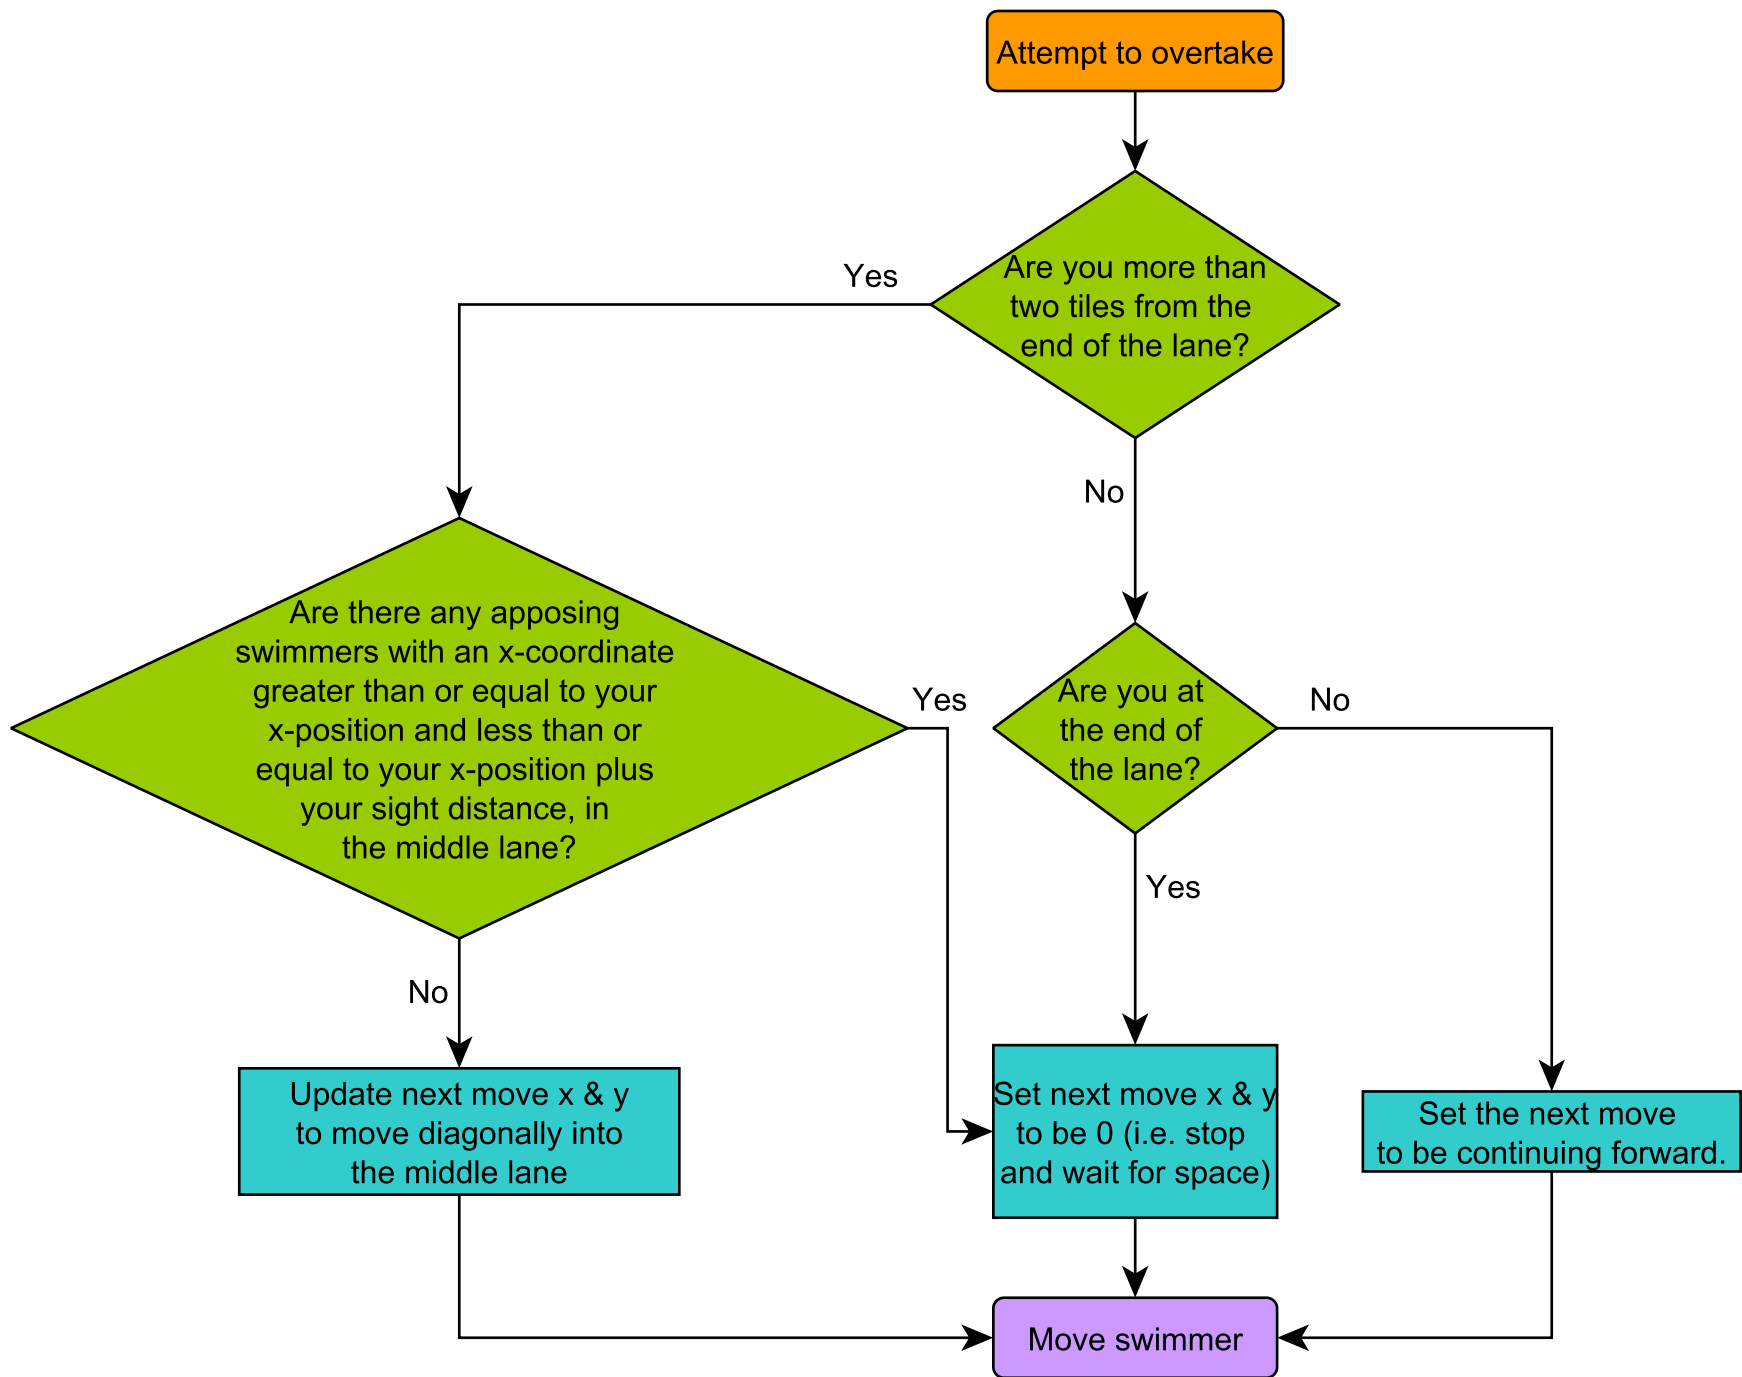 Attempt to overtake
Are you more than
two tiles from the
end of the lane?
Yes
No
Are there any apposing
swimmers with an x-coordinate
greater than or equal to your
x-position and less than or
equal to your x-position plus
your sight distance, in
the middle lane?
Yes
No
Are you at
the end of
the lane?
No
Yes
Update next move x & y
to move diagonally into
the middle lane
Set next move x & y
to be 0 (i.e. stop
and wait for space)
Set the next move
to be continuing forward.
Move swimmer